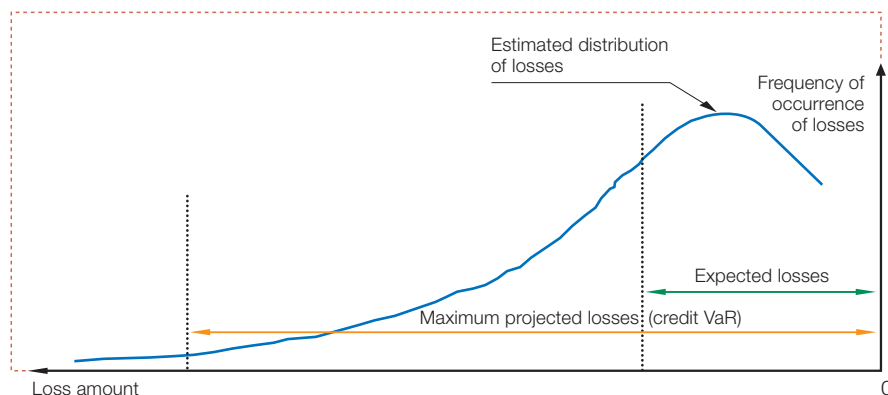 Estimated distribution
of losses
Frequency of
occurrence
of losses
Expected losses
Maximum projected losses (credit VaR)
Loss amount
0